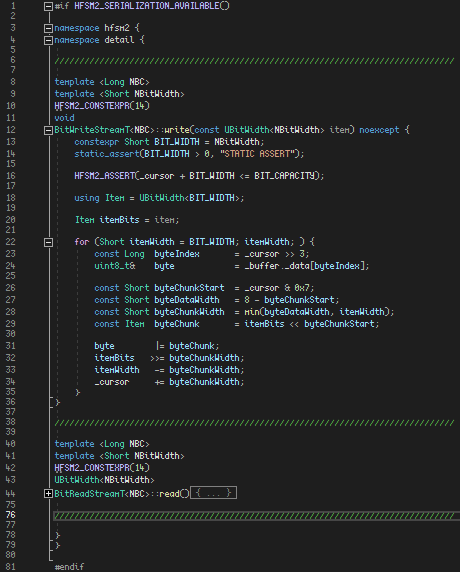 1 #if HFSM2_SERIALIZATION_AVAILABLE()
2
3 namespace hfsm2 {
4 namespace detail {
5
6 ////////////////////////////////////////////////////////////////////////////////
7
8 template <Long NBC>
9 template <Short NBitWidth>
10 HFSM2_CONSTEXPR(14)
11 void
12 BitWriteStreamT<NBC>::write(const UBitWidth<NBitWidth> item) noexcept {
13 constexpr Short BIT_WIDTH = NBitWidth;
14 static_assert(BIT_WIDTH > 0, "STATIC ASSERT");
15
16 HFSM2_ASSERT(_cursor + BIT_WIDTH <= BIT_CAPACITY);
17
18 using Item = UBitWidth<BIT_WIDTH>;
19
20 Item itemBits = item;
21
22 for (Short itemWidth = BIT_WIDTH; itemWidth; ) {
23 const Long byteIndex = _cursor >> 3;
24 uint8_t& byte = _buffer._data[byteIndex];
25
26 const Short byteChunkStart = _cursor & 0x7;
27 const Short byteDataWidth = 8 - byteChunkStart;
28 const Short byteChunkWidth = min(byteDataWidth, itemWidth);
29 const Item byteChunk = itemBits << byteChunkStart;
30
31 byte |= byteChunk;
32 itemBits >>= byteChunkWidth;
33 itemWidth -= byteChunkWidth;
34 _cursor += byteChunkWidth;
35 }
36 }
37
38 ////////////////////////////////////////////////////////////////////////////////
39
40 template <Long NBC>
41 template <Short NBitWidth>
42 HFSM2_CONSTEXPR(14)
43 UBitWidth<NBitWidth>
44 BitReadStreamT<NBC>::read() { ... }
75
76 ////////////////////////////////////////////////////////////////////////////////
77
78 }
79 }
80
81 #endif